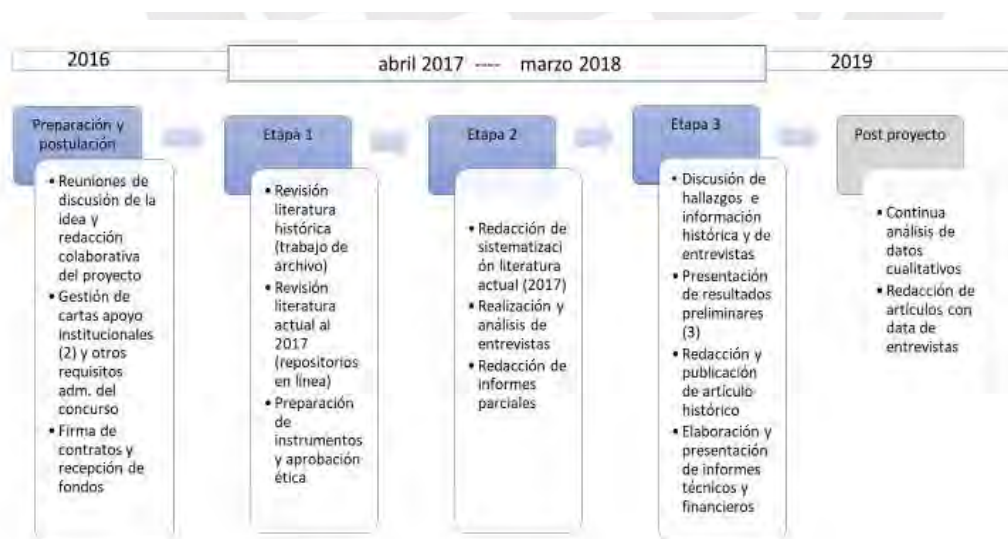 2016
abril 2017 ---- marzo 2018
2019
Preparación y
postulación
• Reuniones de
discusión de la
idea y
redacción
colaborativa
del proyecto
• Gestión de
cartas apoyo
institucionales
(2) y otros
requisitos
adm. del
concurso
• Firma de
contratos y
recepción de
fondos
Etapa 1
• Revisión
literatura
histórica
(trabajo de
archivo)
• Revisión
literatura
actual al
2017
(repositorios
en línea)
• Preparación
de
instrumentos
y aprobación
ética
Etapa 2
• Redacción de
sistematizaci
ón literatura
actual (2017)
• Realización y
análisis de
entrevistas
• Redacción de
informes
parciales
Etapa 3
• Discusión de
hallazgos e
información
histórica y de
entrevistas
• Presentación
de resultados
preliminares
(3)
• Redacción y
publicación
de artículo
histórico
• Elaboración y
presentación
de informes
técnicos y
financieros
Post proyecto
• Continua
análisis de
datos
cualitativos
• Redacción de
artículos con
data de
entrevistas